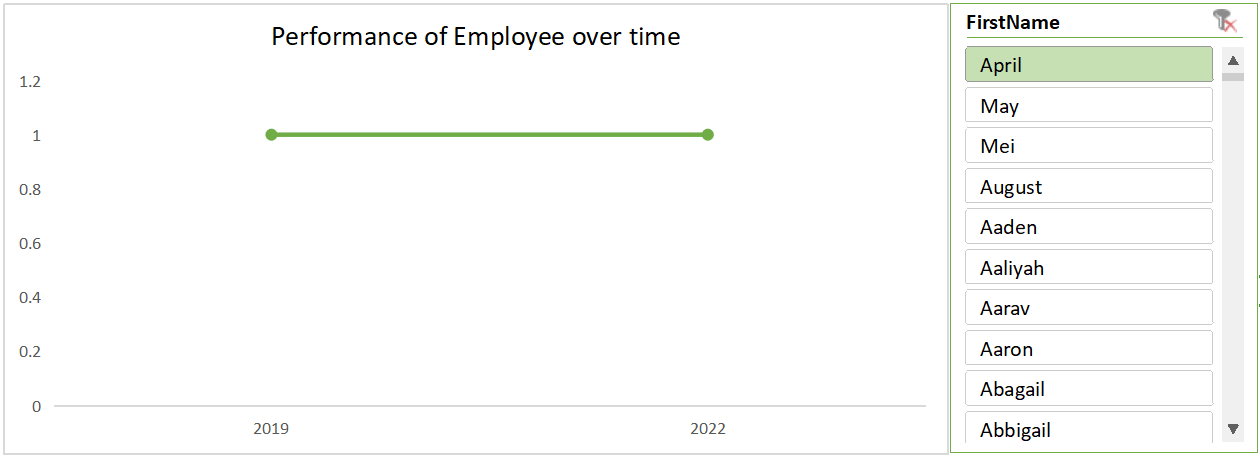 Performance of Employee over time
1.2
1
0.8
0.6
0.4
0.2
0
2019 2022
FirstName
April
May
Mei
August
Aaden
Aaliyah
Aarav
Aaron
Abagail
Abbigail